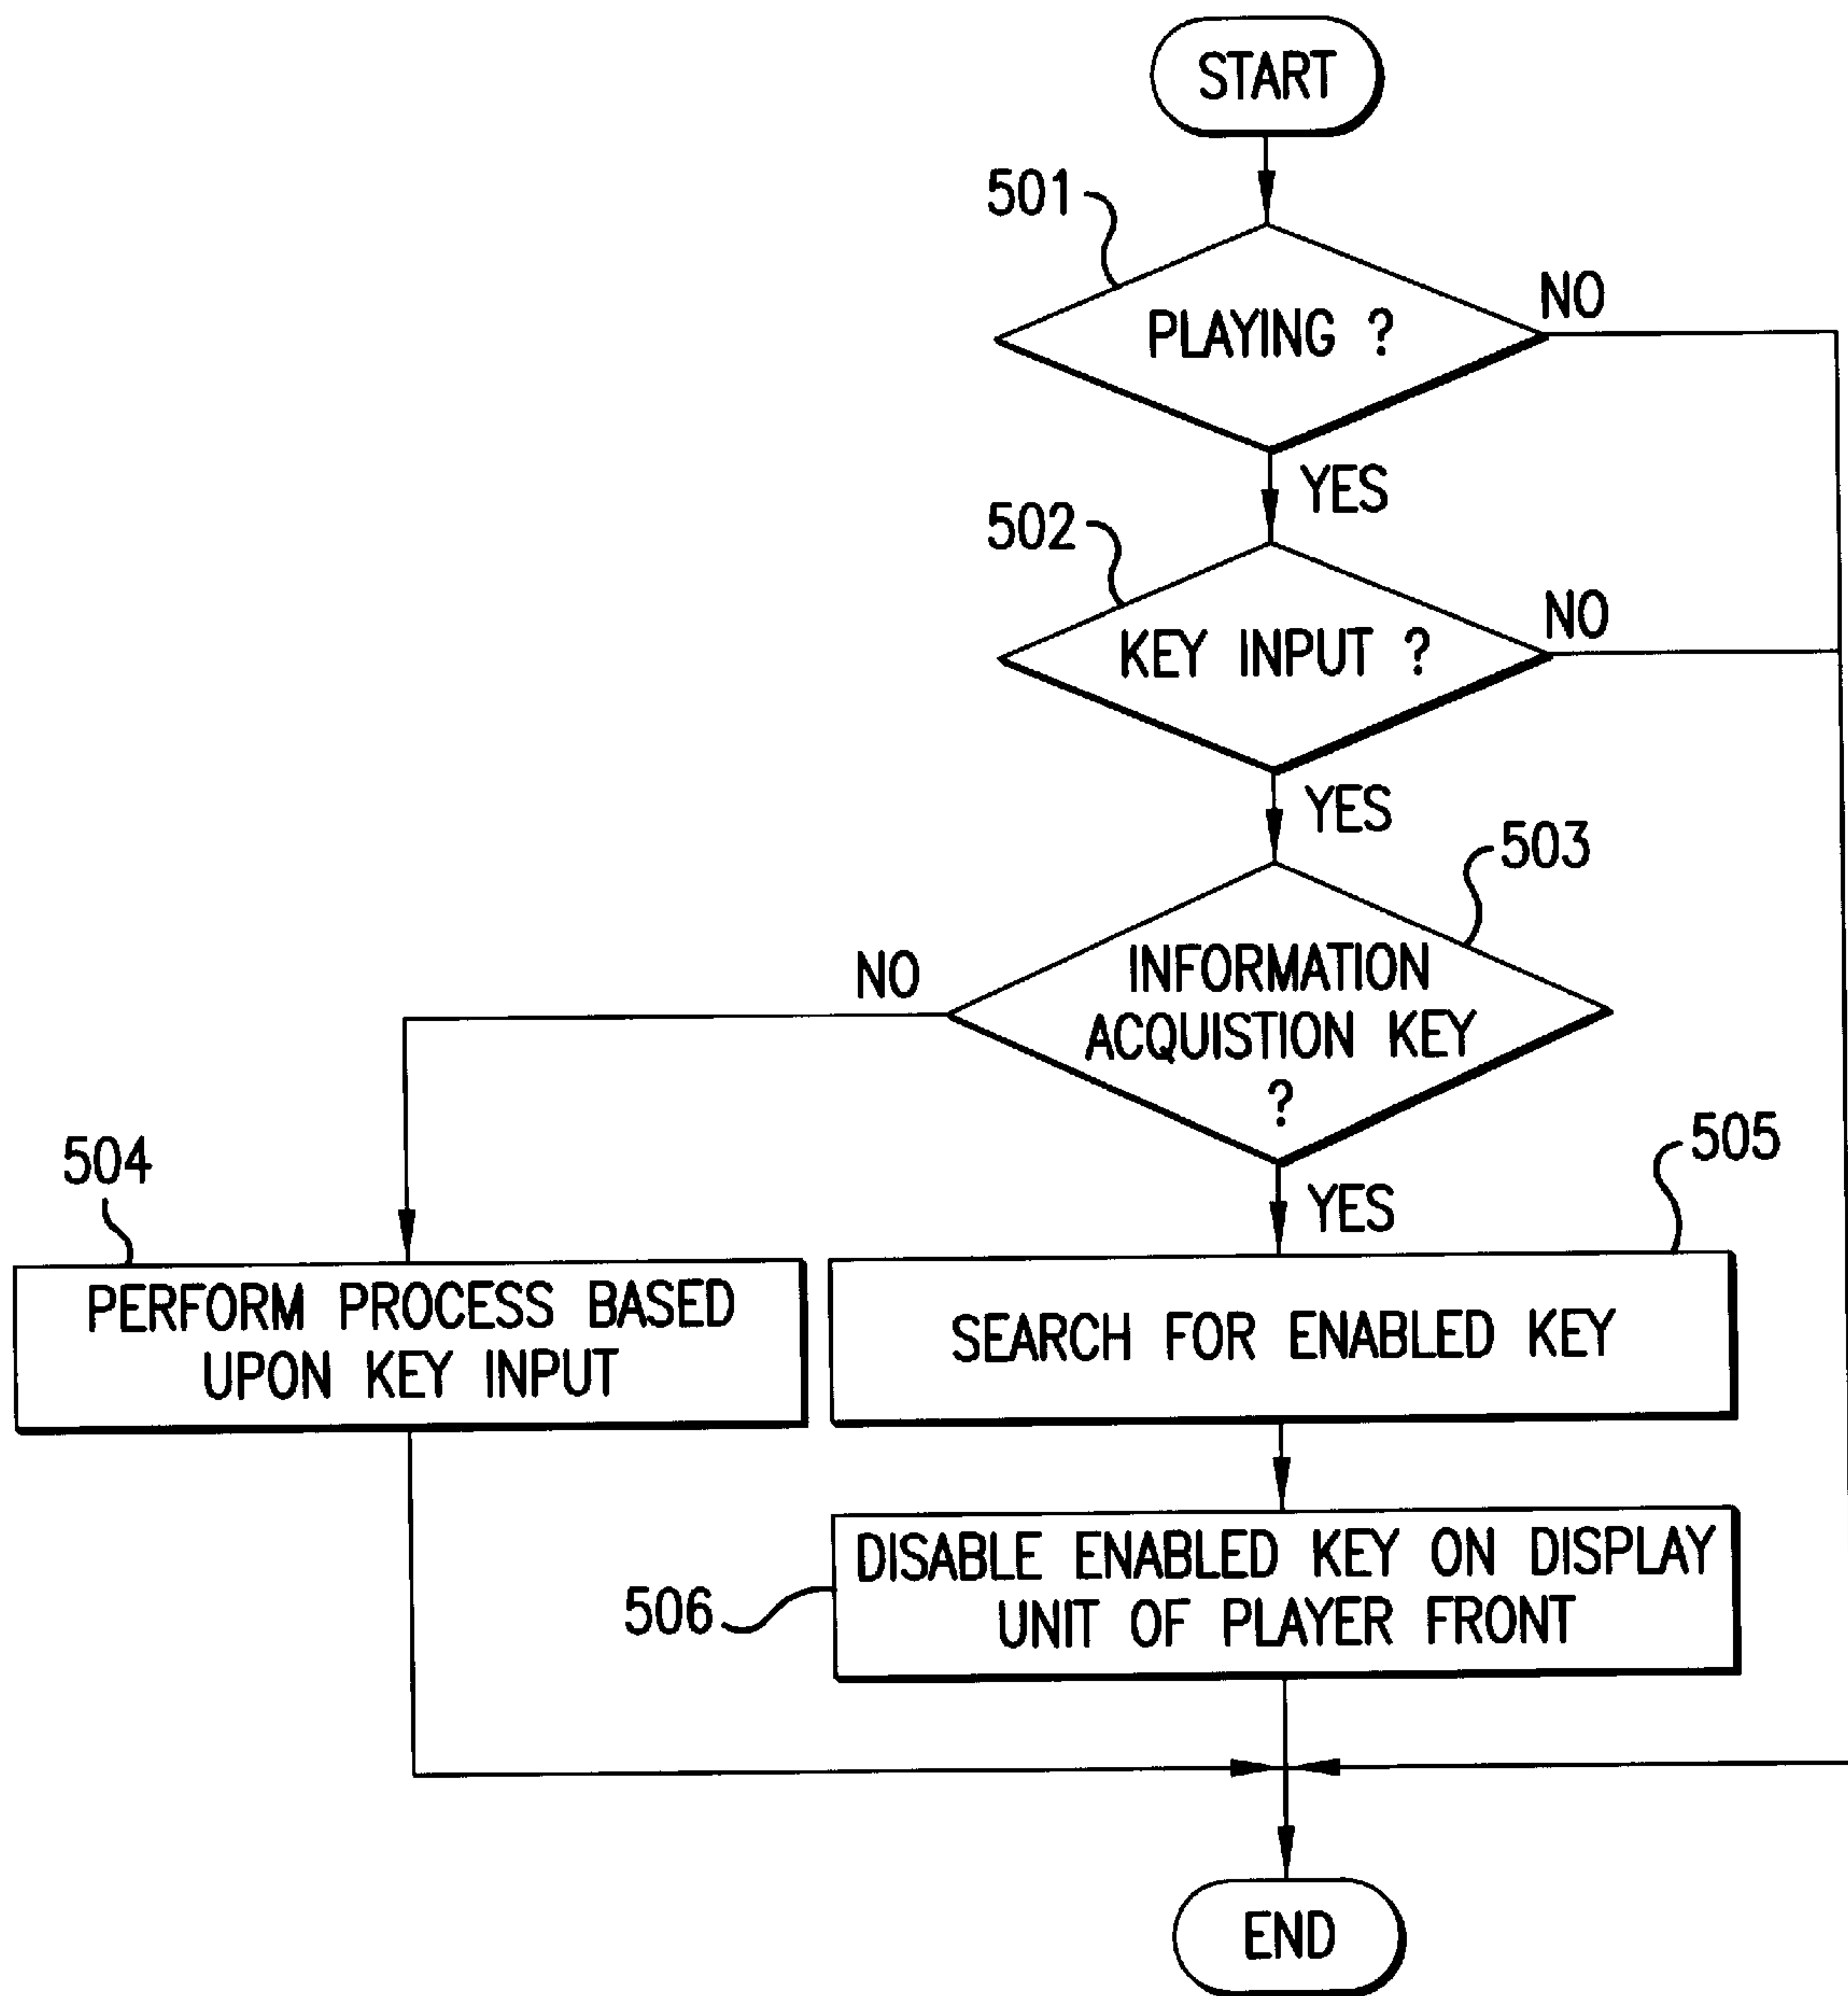 START
501
PLAYING ?
NO
YES
502
KEY INPUT ?
NO
YES
503
INFORMATION
ACQUISTION KEY
?
NO
YES
504
PERFORM PROCESS BASED
UPON KEY INPUT
505
SEARCH FOR ENABLED KEY
506
DISABLE ENABLED KEY ON DISPLAY
UNIT OF PLAYER FRONT
END